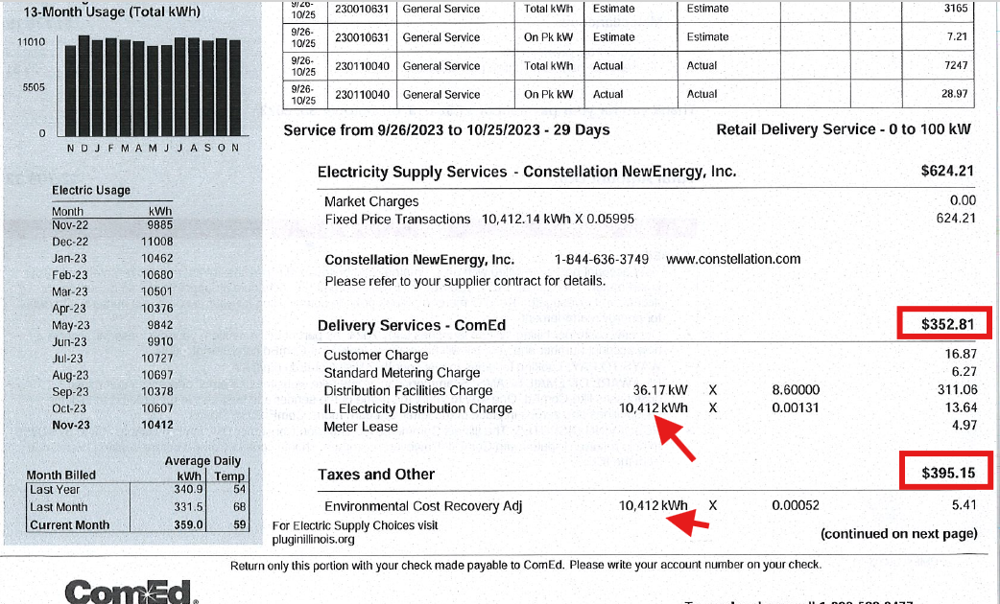 13-Month Usage (Total kWh)
11010
5505
0
N D J F M A M J J A S O N
Electric Usage
Month kWh
Nov-22 9885
Dec-22 11008
Jan-23 10462
Feb-23 10680
Mar-23 10501
Apr-23 10376
May-23 9842
Jun-23 9910
Jul-23 10727
Aug-23 10697
Sep-23 10378
Oct-23 10607
Nov-23 10412
Average Daily
Month Billed kWh Temp
Last Year 340.9 54
Last Month 331.5 68
Current Month 359.0 59
9/26-
10/25 230010631 General Service Total kWh Estimate Estimate 3165
9/26-
10/25 230010631 General Service On Pk kW Estimate Estimate 7.21
9/26-
10/25 230110040 General Service Total kWh Actual Actual 7247
9/26-
10/25 230110040 General Service On Pk kW Actual Actual 28.97
Service from 9/26/2023 to 10/25/2023 - 29 Days Retail Delivery Service - 0 to 100 kW
Electricity Supply Services - Constellation NewEnergy, Inc. $624.21
Market Charges 0.00
Fixed Price Transactions 10,412.14 kWh X 0.05995 624.21
Constellation NewEnergy, Inc. 1-844-636-3749 www.constellation.com
Please refer to your supplier contract for details.
Delivery Services - ComEd $352.81
Customer Charge 16.87
Standard Metering Charge 6.27
Distribution Facilities Charge 36.17 kW X 8.60000 311.06
IL Electricity Distribution Charge 10,412 kWh X 0.00131 13.64
Meter Lease 4.97
Taxes and Other $395.15
Environmental Cost Recovery Adj 10,412 kWh X 0.00052 5.41
For Electric Supply Choices visit
pluginillinois.org
(continued on next page)
Return only this portion with your check made payable to ComEd. Please write your account number on your check.
ComEd.